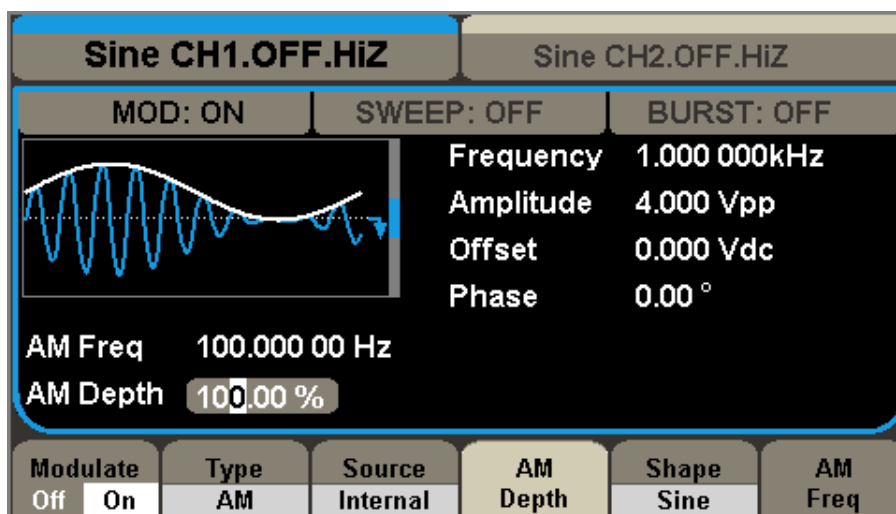 Sine CH1.OFF.HiZ Sine CH2.OFF.HiZ
MOD: ON SWEEP: OFF BURST: OFF
Frequency 1.000 000kHz
Amplitude 4.000 Vpp
Offset 0.000 Vdc
Phase 0.00 °
AM Freq 100.000 00 Hz
AM Depth 100.00 %
Modulate Type Source AM Shape AM
Off On AM Internal Depth Sine Freq